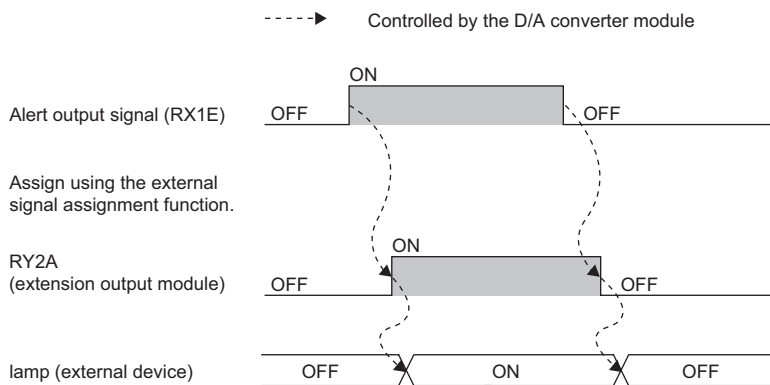 Controlled by the D/A converter module
ON
Alert output signal (RX1E) OFF OFF
Assign using the external
signal assignment function.
ON
RY2A
(extension output module) OFF OFF
lamp (external device) OFF ON OFF